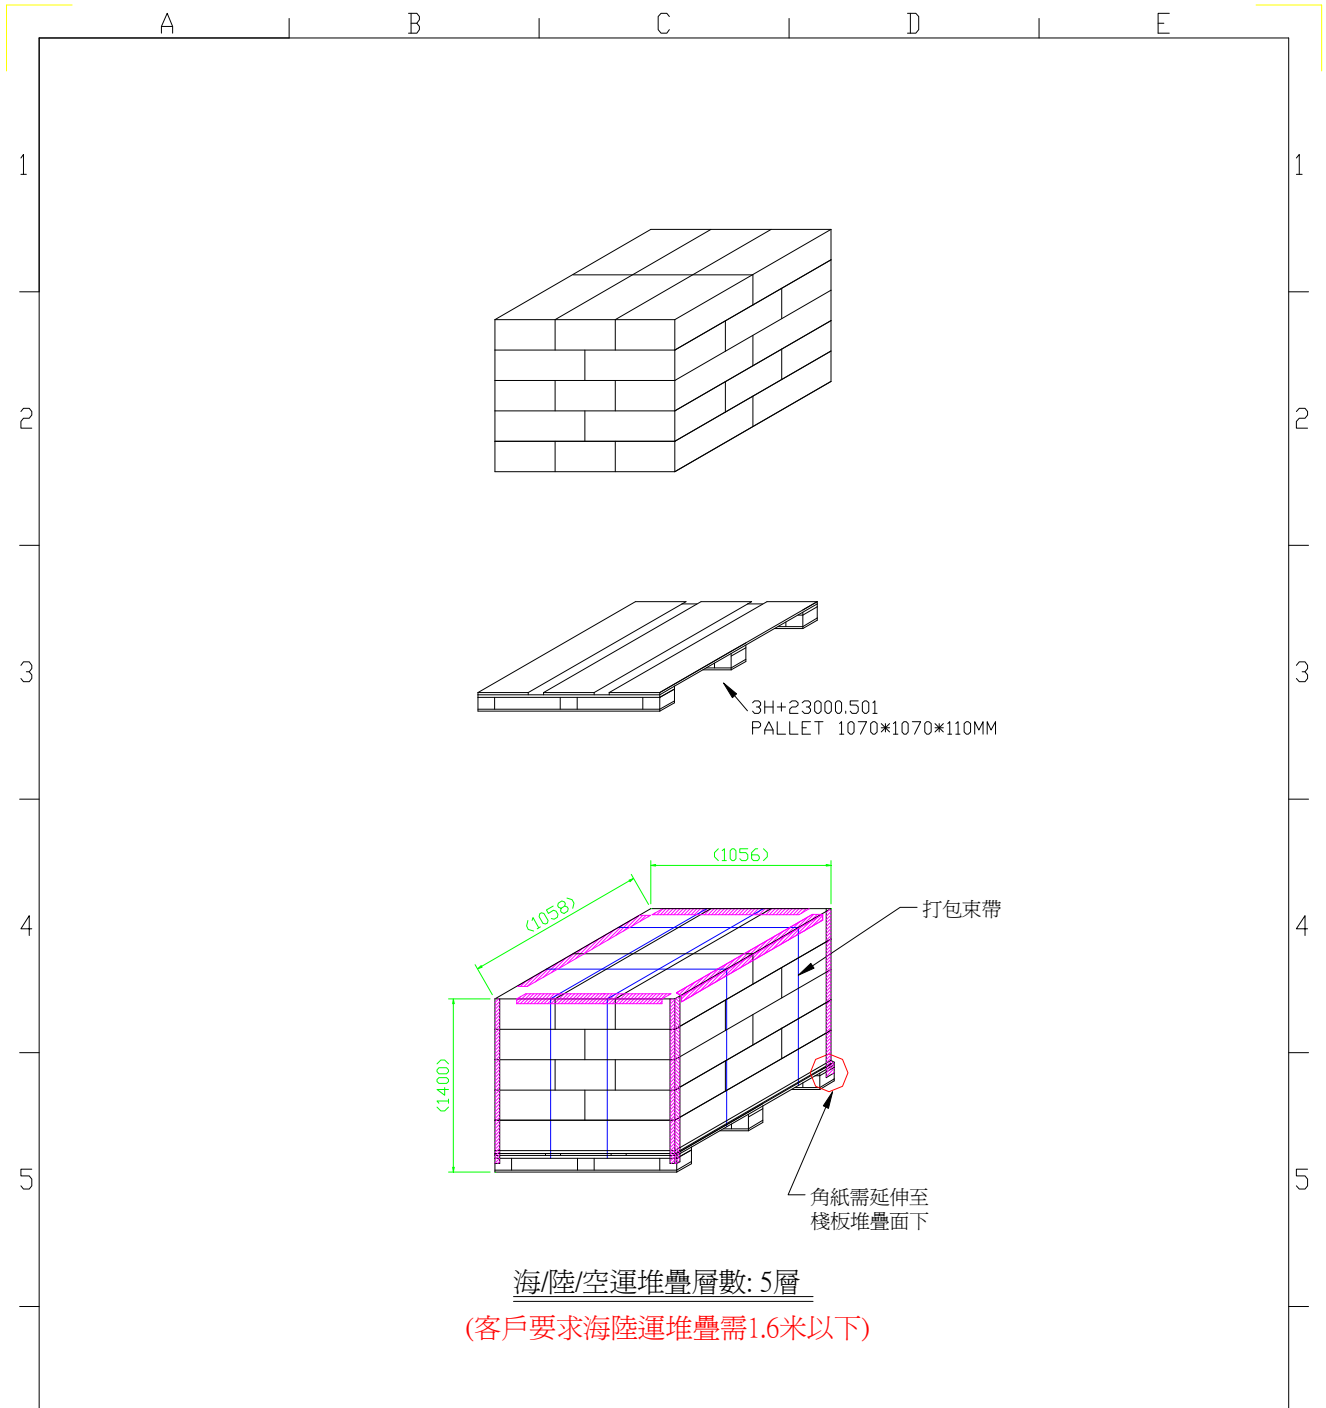 A B C D E
1 1
2 2
3 3
3H+23000.501
PALLET 1070*1070*110MM
(1056)
(1058)
打包束帶
4 4
(1400)
5 5
角紙需延伸至
棧板堆疊面下
海/陸/空運堆疊層數: 5層
(客戶要求海陸運堆疊需1.6米以下)